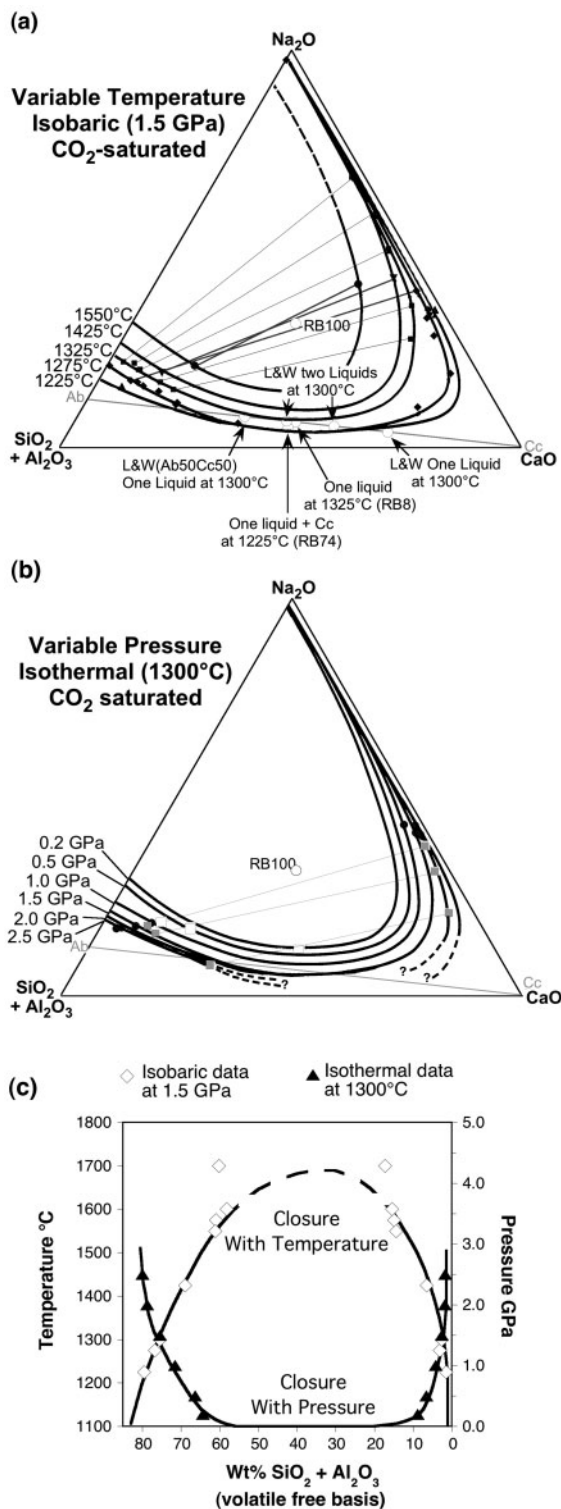 (a)
Na₂O
Variable Temperature
Isobaric (1.5 GPa)
CO₂-saturated
1550°C
1425°C
1325°C
1275°C
1225°C
Ab
RB100
L&W two Liquids
at 1300°C
SiO₂
+ Al₂O₃
Cc
CaO
L&W(Ab50Cc50)
One Liquid at 1300°C
L&W One Liquid
at 1300°C
One liquid
at 1325°C (RB8)
One liquid + Cc
at 1225°C (RB74)
(b)
Na₂O
Variable Pressure
Isothermal (1300°C)
CO₂ saturated
0.2 GPa
0.5 GPa
1.0 GPa
1.5 GPa
2.0 GPa
2.5 GPa
RB100
Ab
? ? ?
SiO₂
+ Al₂O₃
Cc
CaO
(c)
Isobaric data
at 1.5 GPa
Isothermal data
at 1300°C
1800
1700
1600
1500
1400
1300
1200
1100
Temperature °C
5.0
4.0
3.0
2.0
1.0
0.0
Pressure GPa
Closure
With Temperature
Closure
With Pressure
80 70 60 50 40 30 20 10 0
Wt% SiO₂ + Al₂O₃
(volatile free basis)